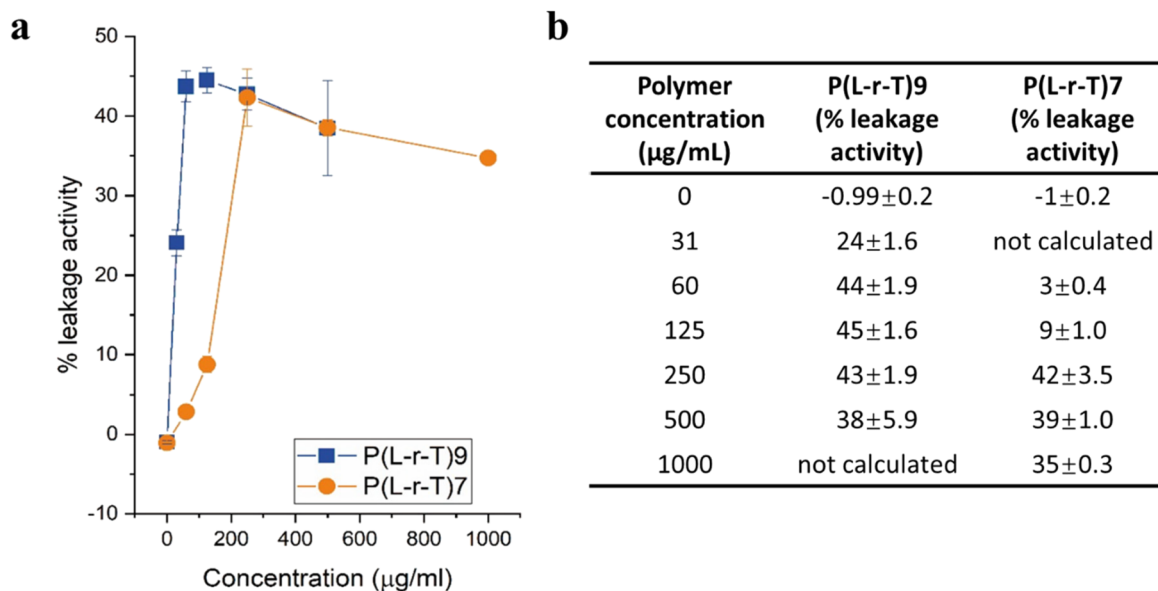 a
50
40
30
20
10
0
-10
% leakage activity
0 200 400 600 800 1000
Concentration (μg/ml)
P(L-r-T)9
P(L-r-T)7
b
Polymer concentration (μg/mL) P(L-r-T)9 (% leakage activity) P(L-r-T)7 (% leakage activity)
0 -0.99±0.2 -1±0.2
31 24±1.6 not calculated
60 44±1.9 3±0.4
125 45±1.6 9±1.0
250 43±1.9 42±3.5
500 38±5.9 39±1.0
1000 not calculated 35±0.3